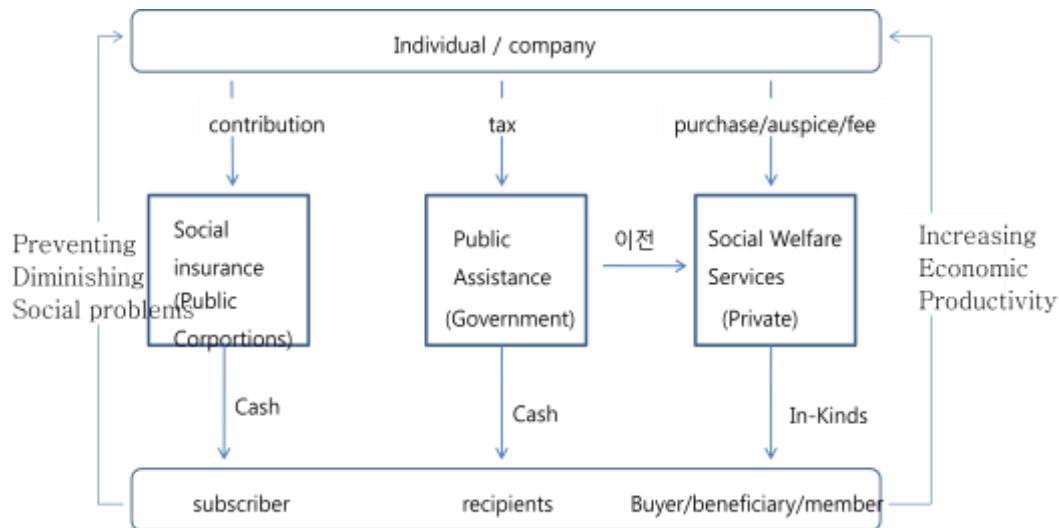 Individual / company
contribution
tax
purchase/auspice/fee
Social
insurance
(Public
Corportions)
Public
Assistance
(Government)
이전
Social Welfare
Services
(Private)
Preventing
Diminishing
Social problems
Increasing
Economic
Productivity
Cash
Cash
In-Kinds
subscriber
recipients
Buyer/beneficiary/member